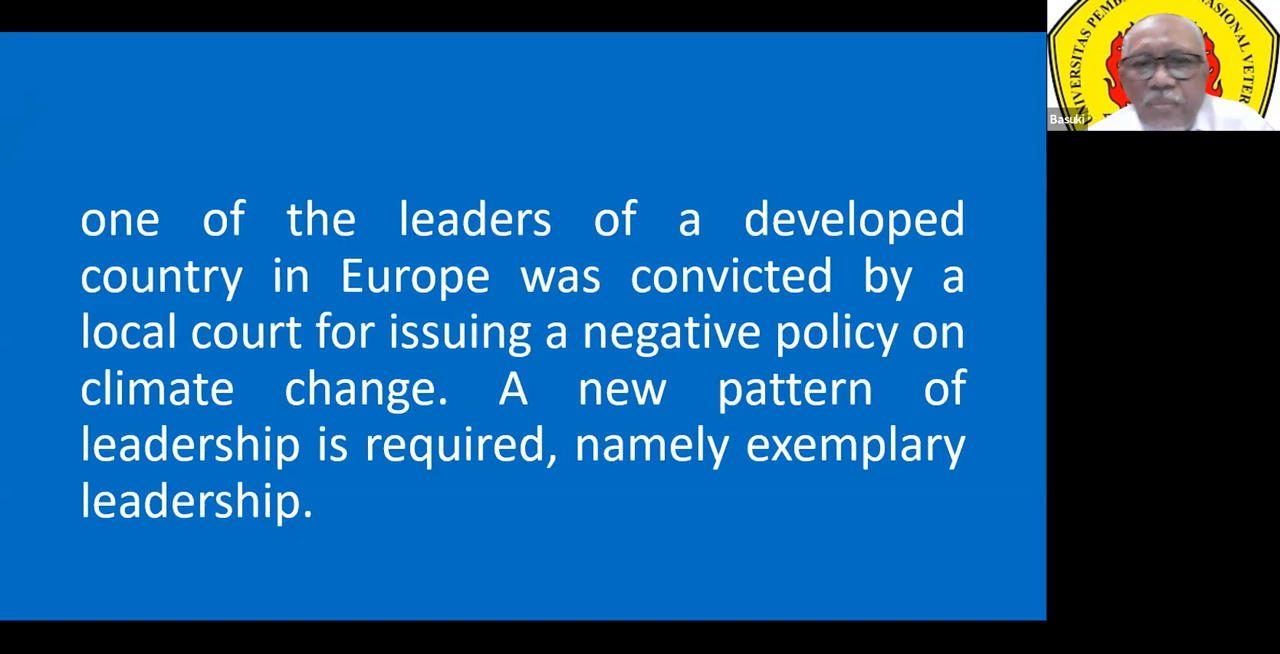 one of the leaders of a developed
country in Europe was convicted by a
local court for issuing a negative policy on
climate change. A new pattern of
leadership is required, namely exemplary
leadership.
Basuki